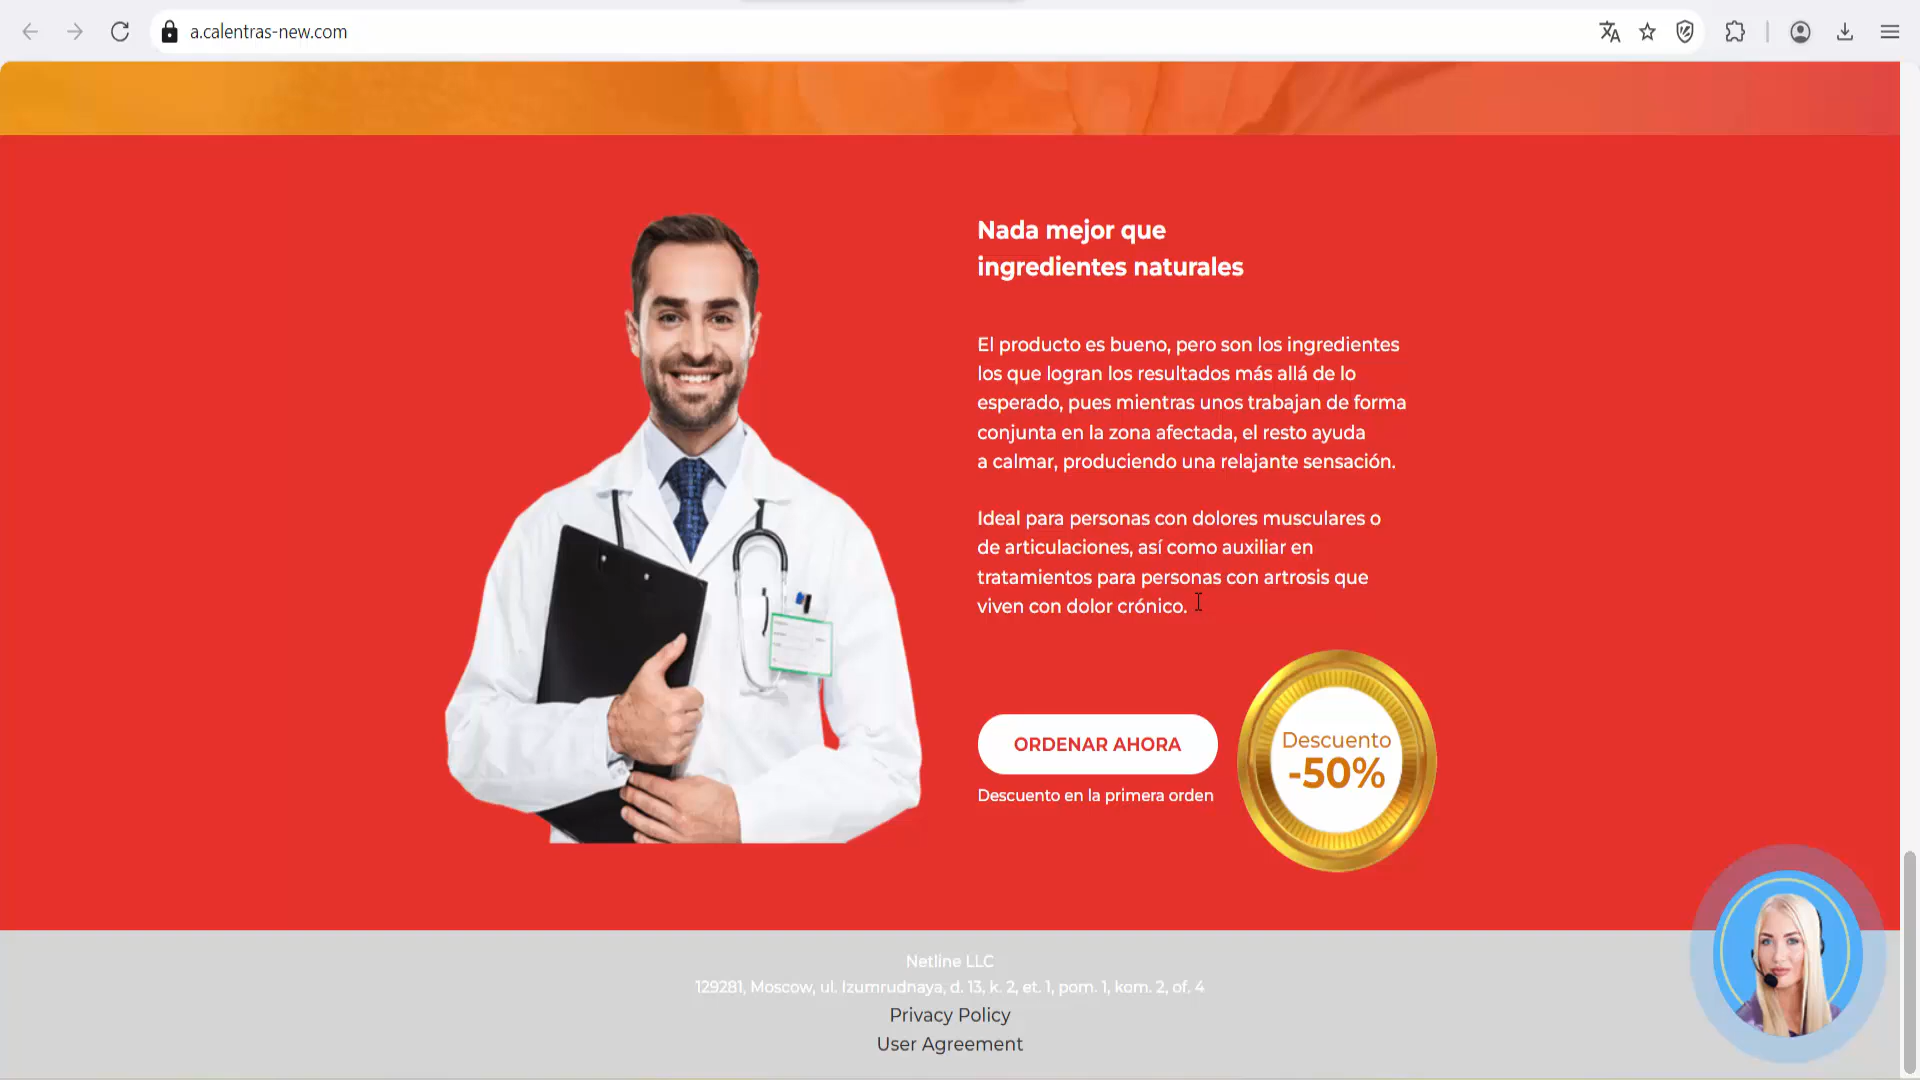 a.calentras-new.com
Nada mejor que
ingredientes naturales
El producto es bueno, pero son los ingredientes
los que logran los resultados más allá de lo
esperado, pues mientras unos trabajan de forma
conjunta en la zona afectada, el resto ayuda
a calmar, produciendo una relajante sensación.
Ideal para personas con dolores musculares o
de articulaciones, así como auxiliar en
tratamientos para personas con artrosis que
viven con dolor crónico.
ORDENAR AHORA
Descuento en la primera orden
Descuento
-50%
Netline LLC
129281, Moscow, ul. Izumrudnaya, d. 13, k. 2, et. 1, pom. 1, kom. 2, of. 4
Privacy Policy
User Agreement